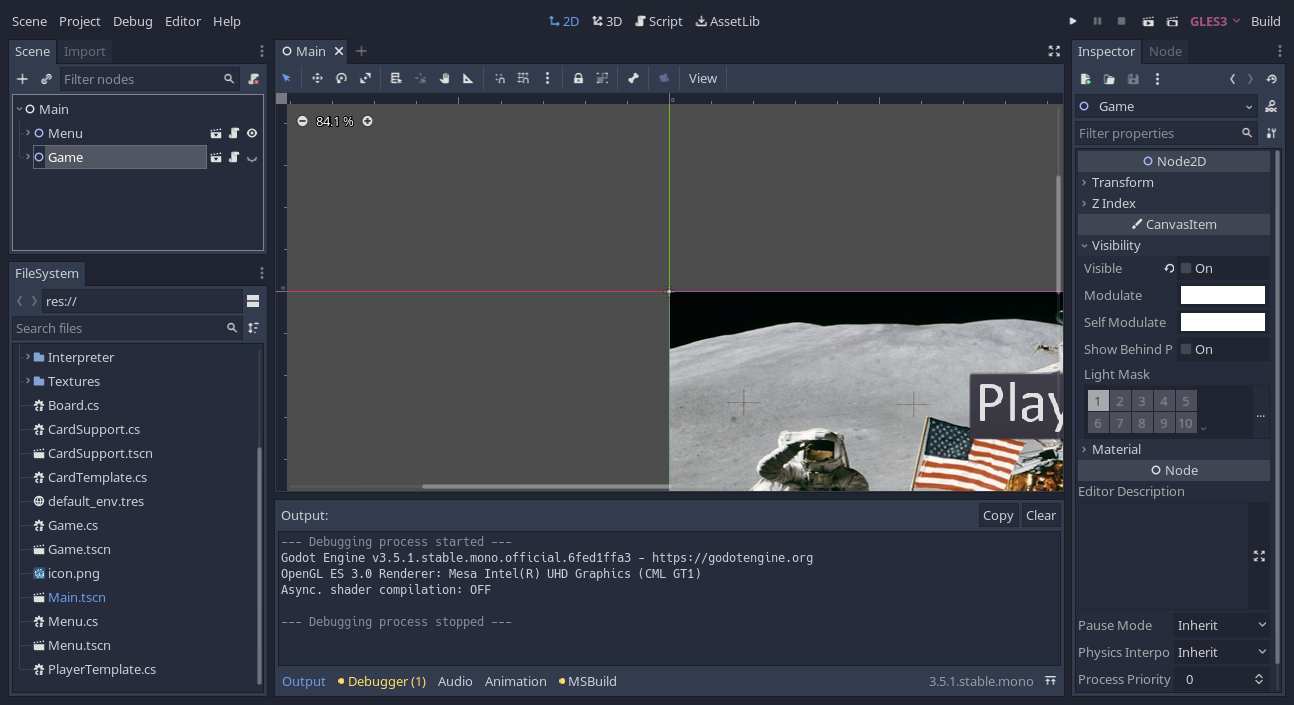 Scene Project Debug Editor Help
2D 3D Script AssetLib
GLES3 Build
Scene Import
Filter nodes
Main
Menu
Game
FileSystem
res://
Search files
Interpreter
Textures
Board.cs
CardSupport.cs
CardSupport.tscn
CardTemplate.cs
default_env.tres
Game.cs
Game.tscn
icon.png
Main.tscn
Menu.cs
Menu.tscn
PlayerTemplate.cs
Main
View
0
84.1 %
0
Play
Output:
Copy Clear
--- Debugging process started ---
Godot Engine v3.5.1.stable.mono.official.6fed1ffa3 - https://godotengine.org
OpenGL ES 3.0 Renderer: Mesa Intel(R) UHD Graphics (CML GT1)
Async. shader compilation: OFF
--- Debugging process stopped ---
Output Debugger (1) Audio Animation MSBuild 3.5.1.stable.mono
Inspector Node
Game
Filter properties
Node2D
Transform
Z Index
CanvasItem
Visibility
Visible On
Modulate
Self Modulate
Show Behind P On
Light Mask
1 2 3 4 5
6 7 8 9 10
...
Material
Node
Editor Description
Pause Mode Inherit
Physics Interpo Inherit
Process Priority 0